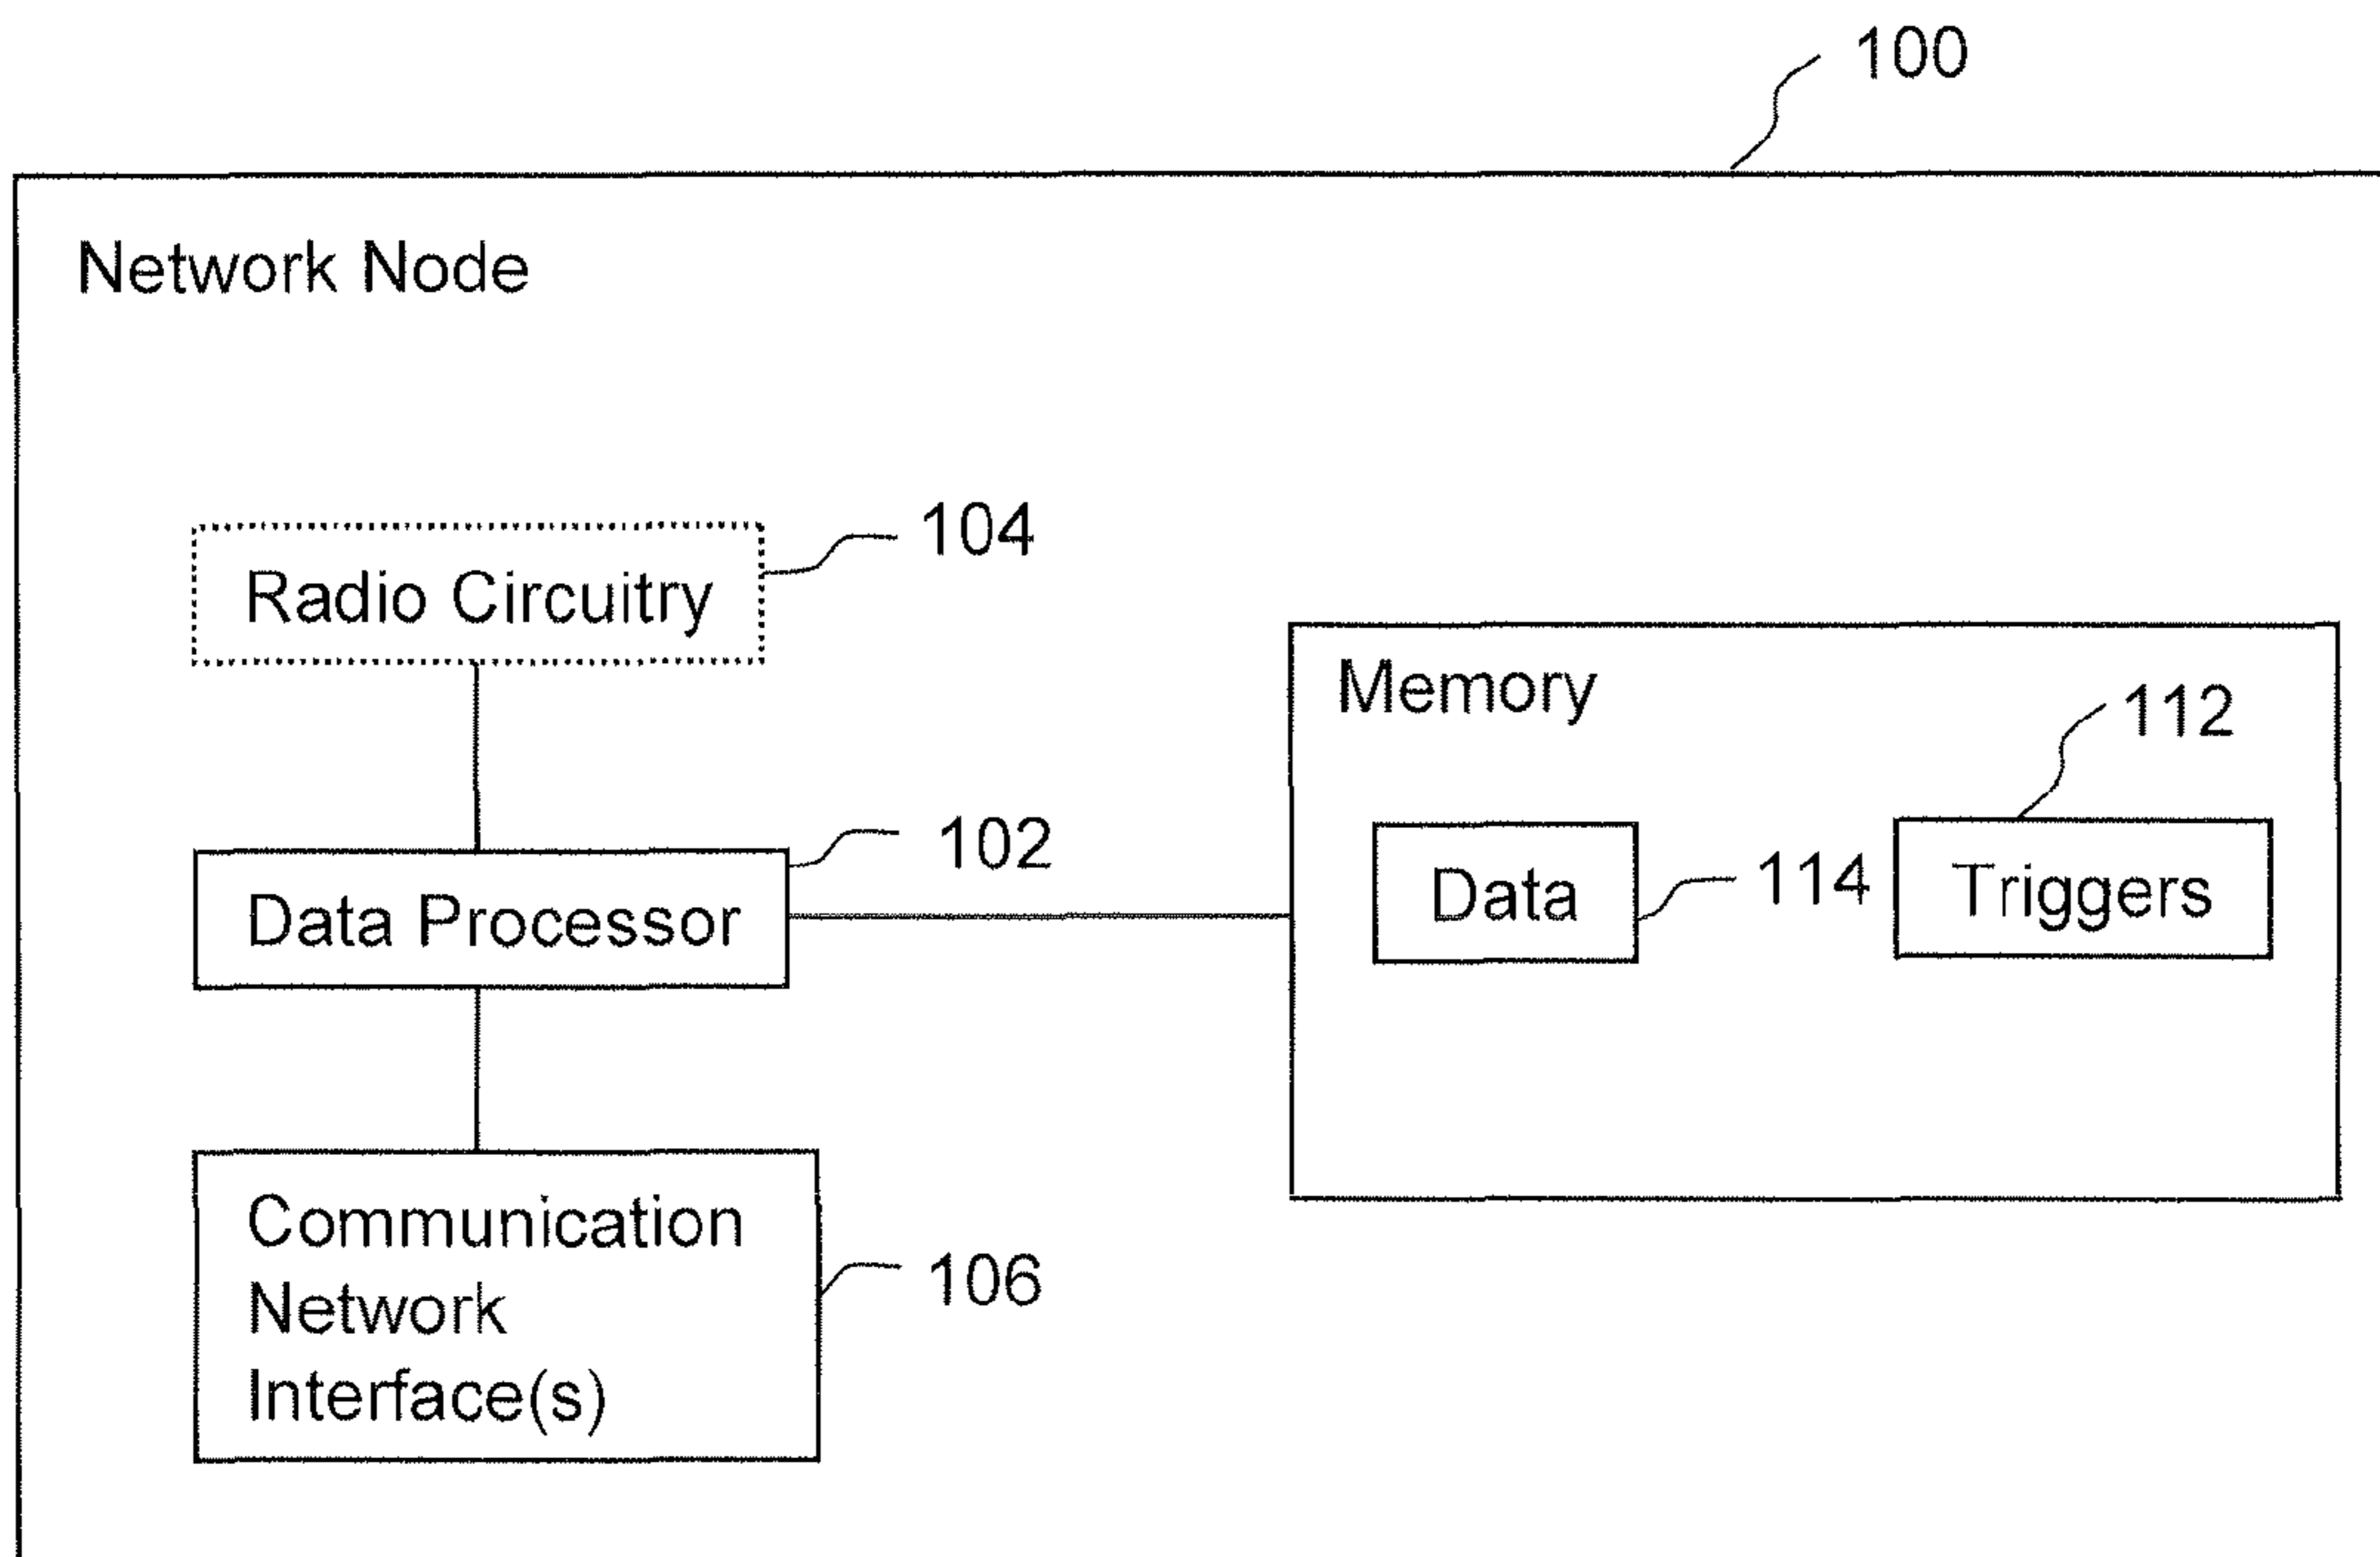 100
Network Node
104
Radio Circuitry
Memory
112
102
Data Processor
Data
114
Triggers
Communication
Network
Interface(s)
106